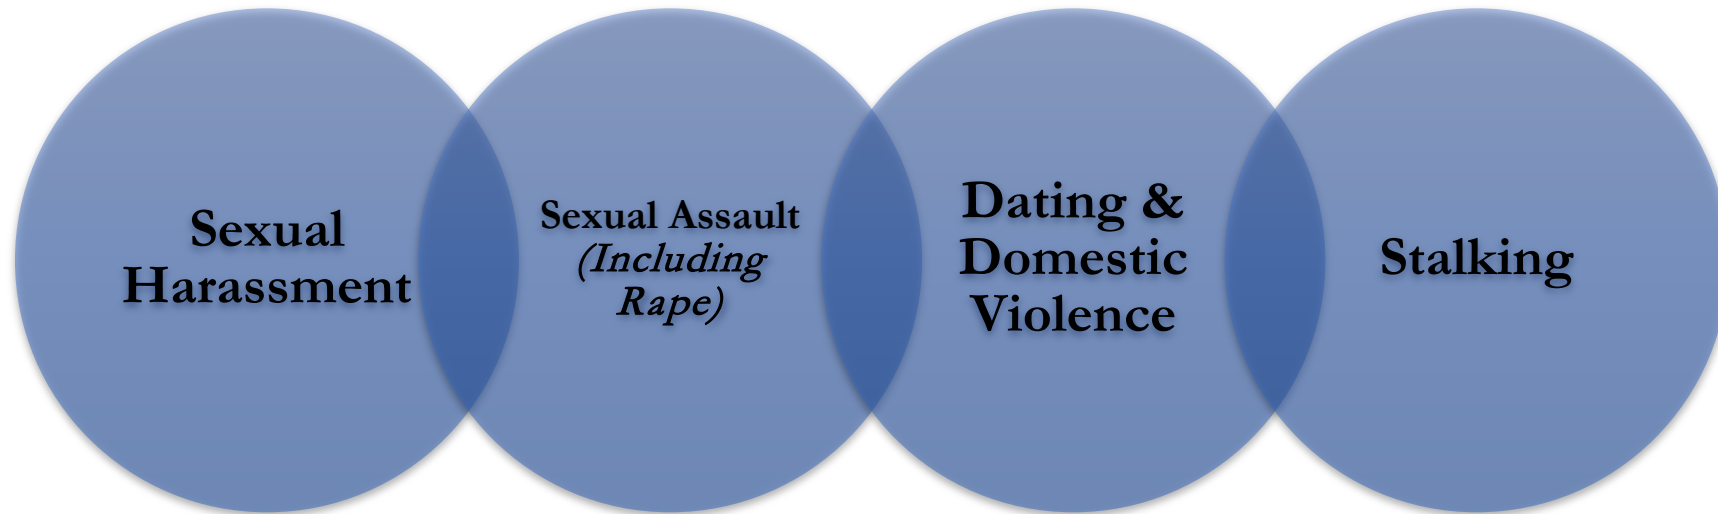 Sexual
Harassment
Sexual Assault
(Including
Rape)
Dating &
Domestic
Violence
Stalking